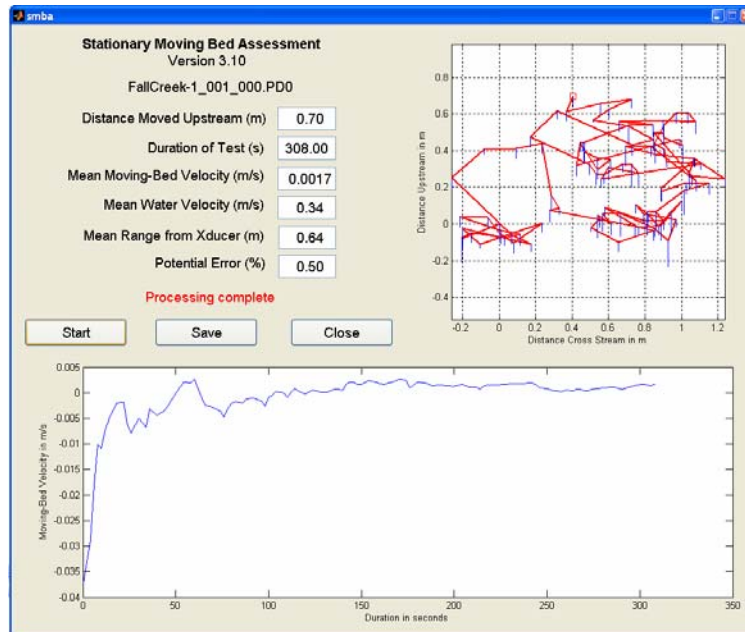 smba
Stationary Moving Bed Assessment
Version 3.10
FallCreek-1_001_000.PD0
Distance Moved Upstream (m) 0.70
Duration of Test (s) 308.00
Mean Moving-Bed Velocity (m/s) 0.0017
Mean Water Velocity (m/s) 0.34
Mean Range from Xducer (m) 0.64
Potential Error (%) 0.50
Processing complete
Start Save Close
Distance Upstream in m
0.8
0.6
0.4
0.2
0
-0.2
-0.4
-0.2 0 0.2 0.4 0.6 0.8 1 1.2
Distance Cross Stream in m
Moving-Bed Velocity in m/s
0.005
0
-0.005
-0.01
-0.015
-0.02
-0.025
-0.03
-0.035
-0.04
0 50 100 150 200 250 300 350
Duration in seconds